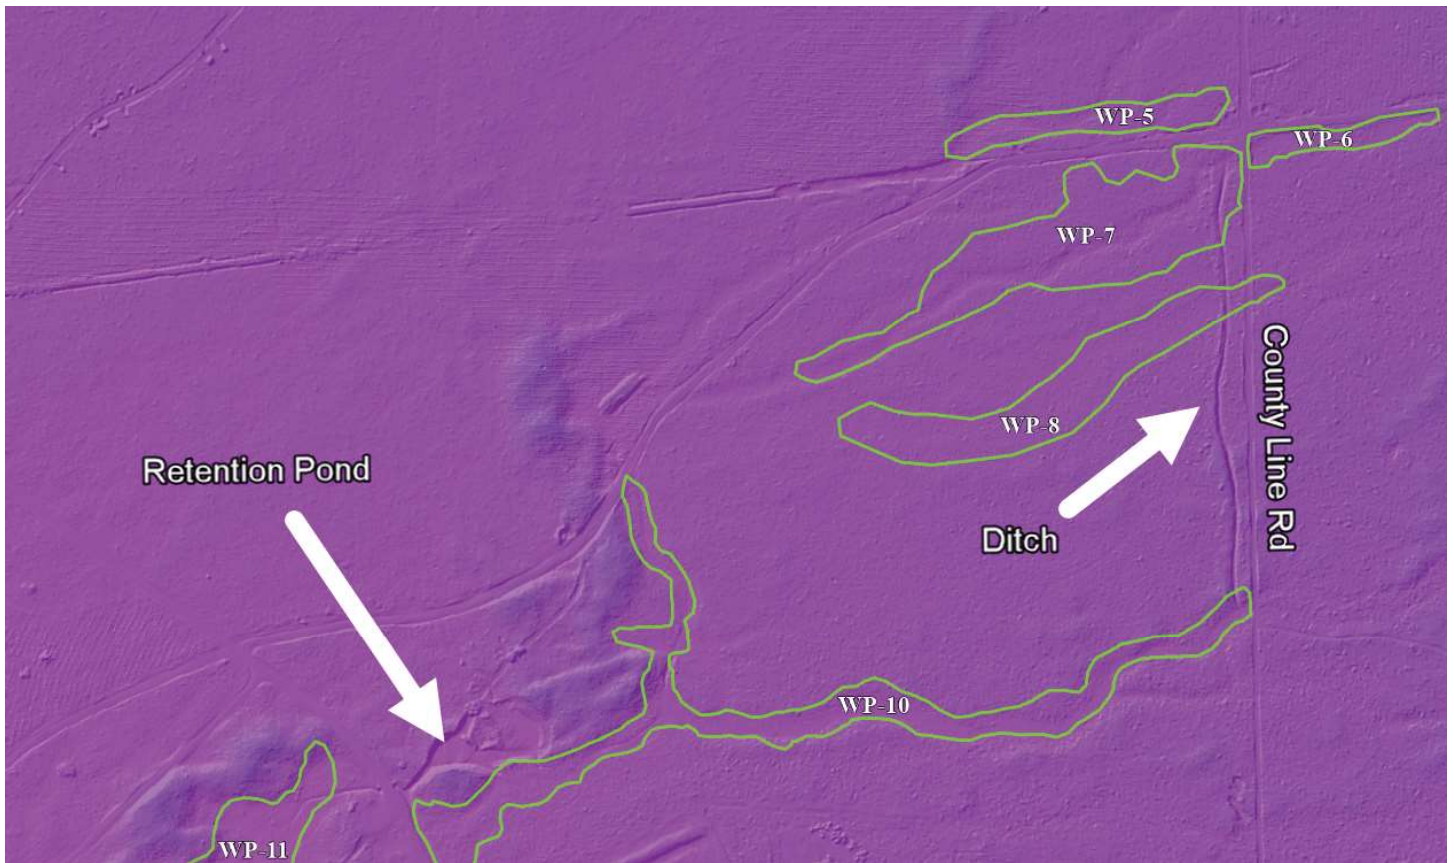 WP-5
WP-6
WP-7
County Line Rd
WP-8
Retention Pond
Ditch
WP-10
WP-11